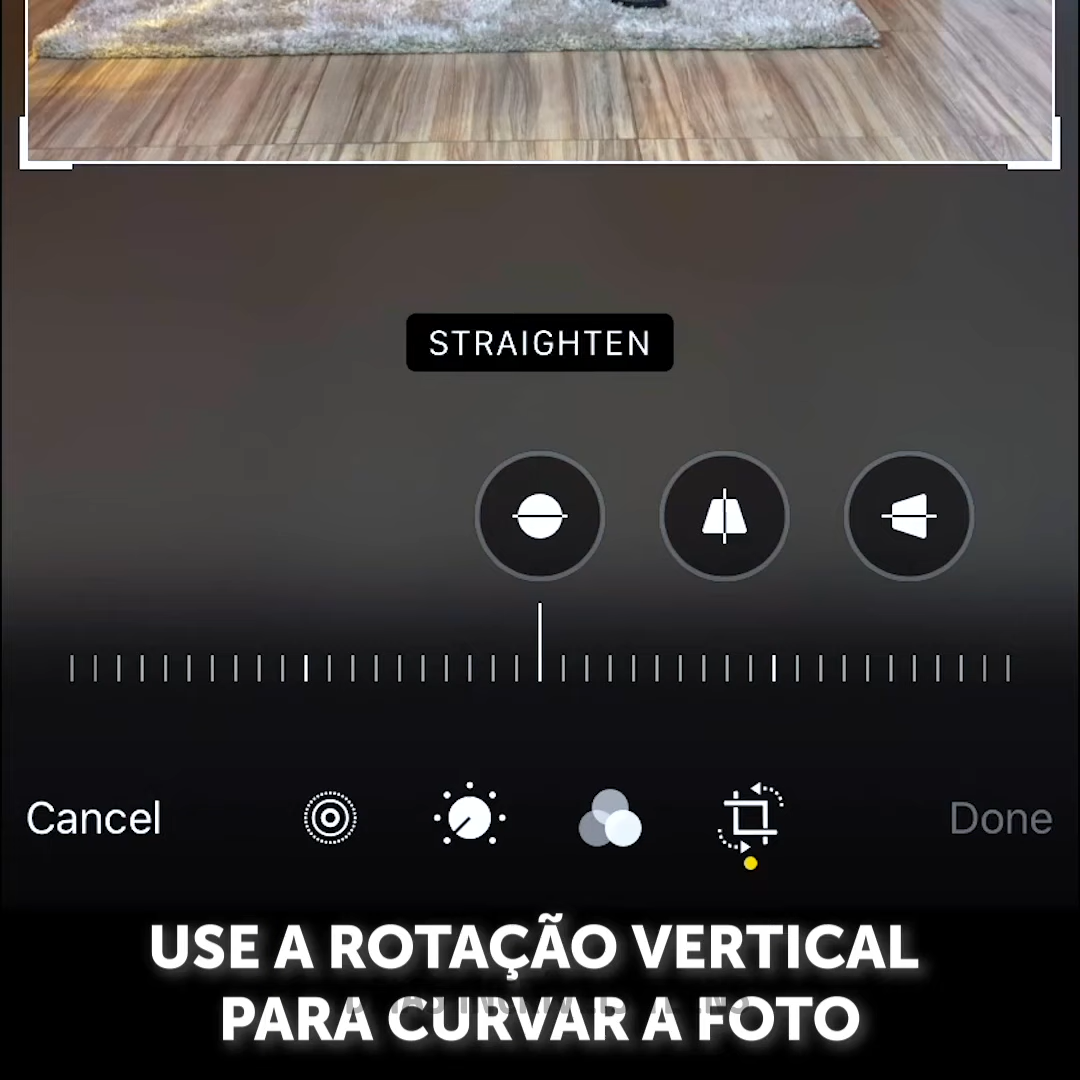 STRAIGHTEN
Cancel
Done
USE A ROTAÇÃO VERTICAL
PARA CURVAR A FOTO